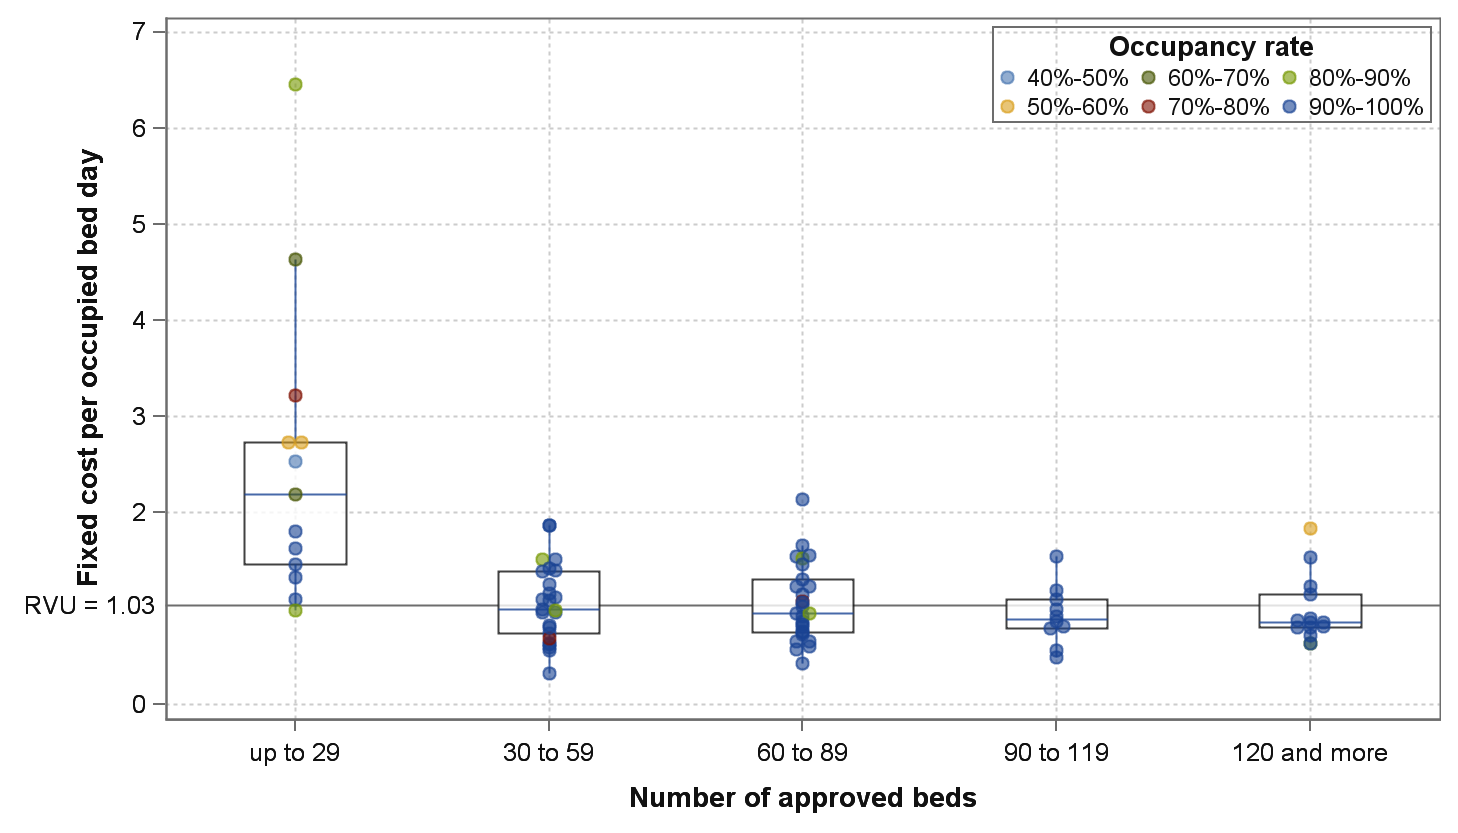 Occupancy rate
40%-50% 60%-70% 80%-90%
50%-60% 70%-80% 90%-100%
Fixed cost per occupied bed day
7
6
5
4
3
2
RVU = 1.03
0
up to 29 30 to 59 60 to 89 90 to 119 120 and more
Number of approved beds